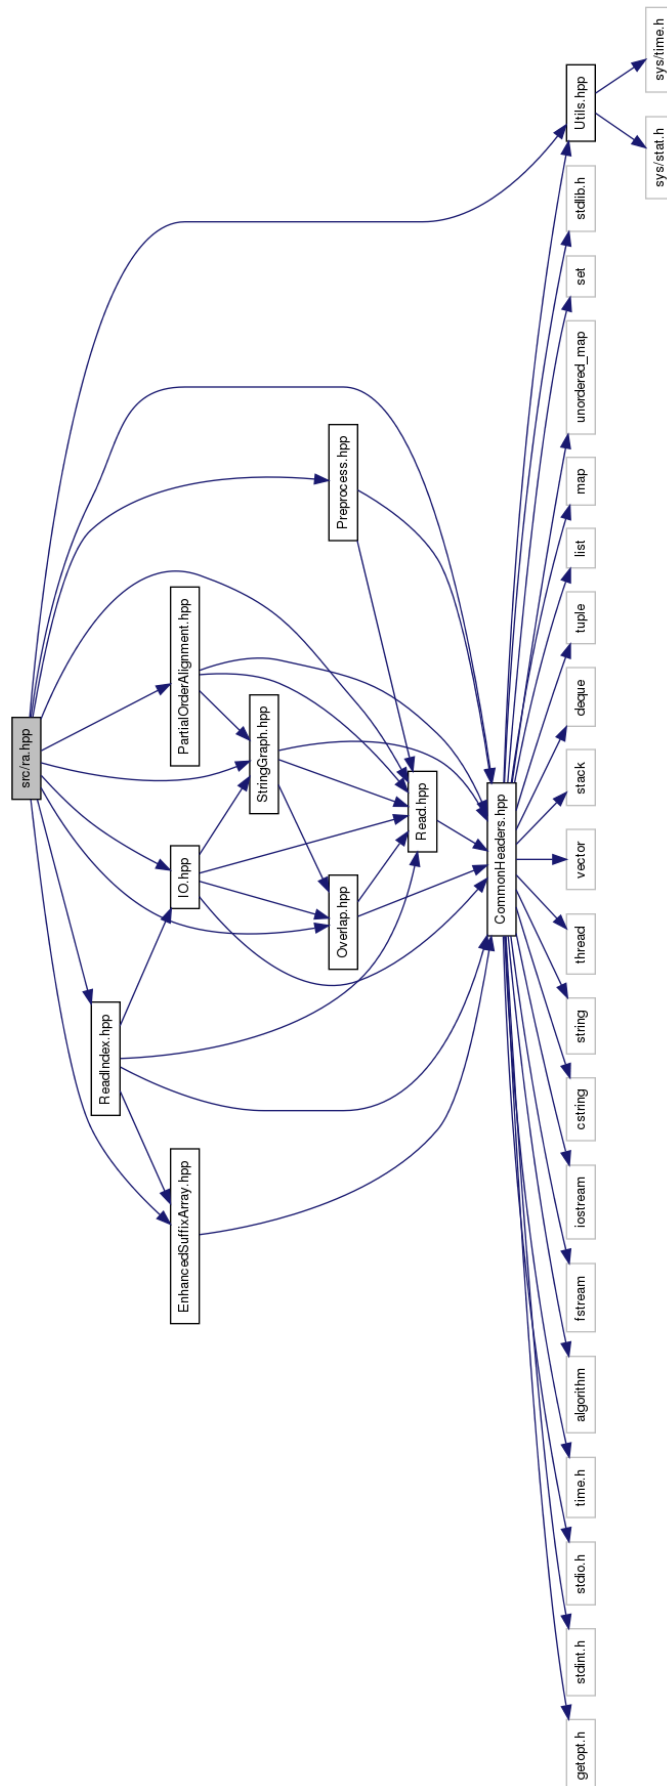 src/ra.hpp
ReadIndex.hpp
EnhancedSuffixArray.hpp
IO.hpp
PartialOrderAlignment.hpp
StringGraph.hpp
Overlap.hpp
Preprocess.hpp
Read.hpp
CommonHeaders.hpp
getopt.h
stdint.h
stdio.h
time.h
algorithm
fstream
iostream
cstring
string
thread
vector
stack
deque
tuple
list
map
unordered_map
set
stdlib.h
Utils.hpp
sys/stat.h
sys/time.h